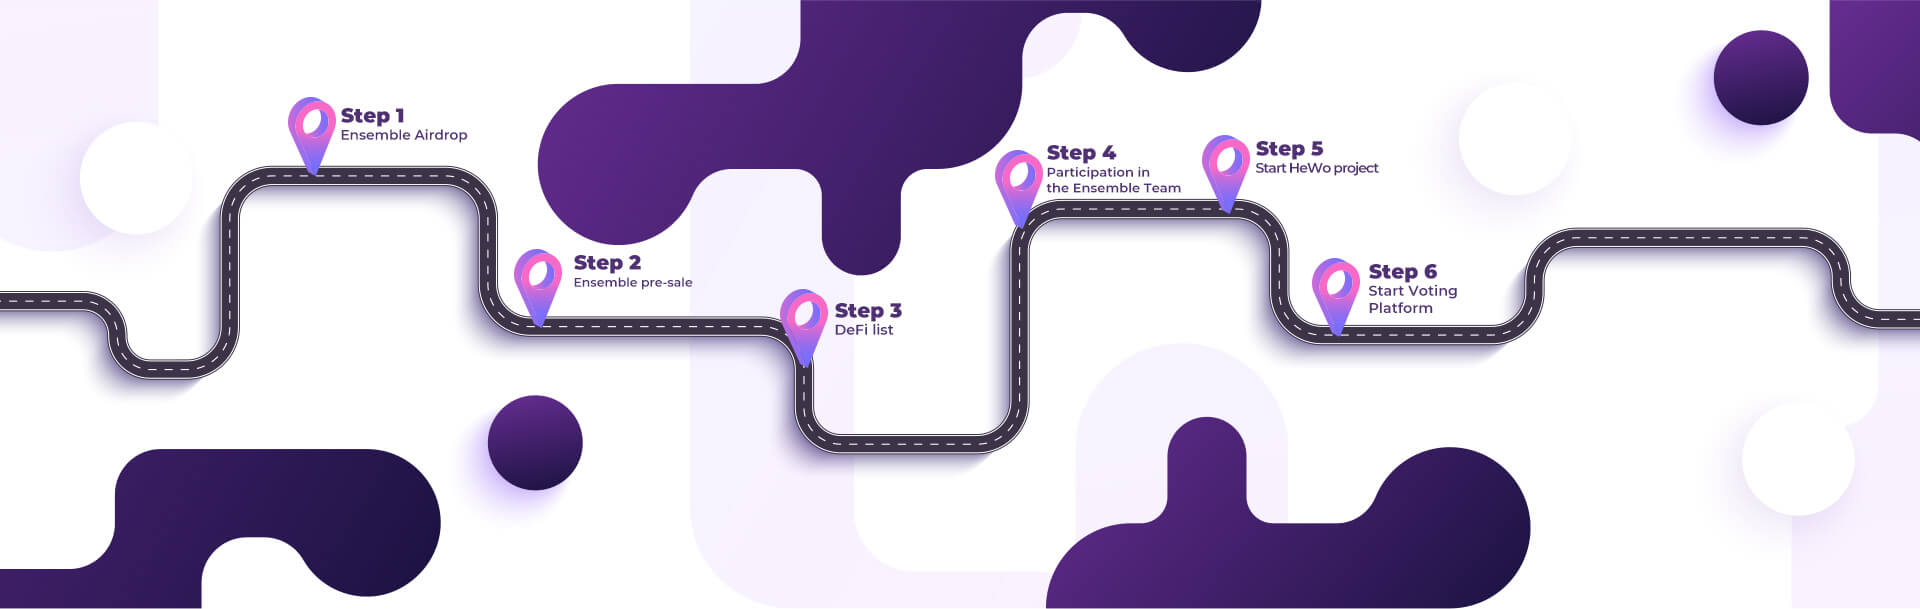 Step 1
Ensemble Airdrop
Step 2
Ensemble pre-sale
Step 3
DeFi list
Step 4
Participation in
the Ensemble Team
Step 5
Start HeWo project
Step 6
Start Voting
Platform